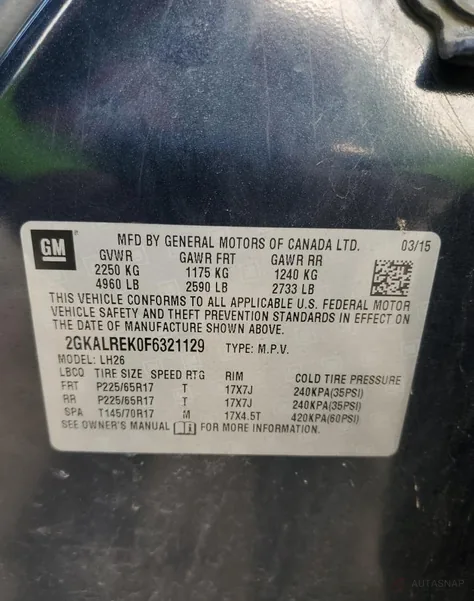 GM
MFD BY GENERAL MOTORS OF CANADA LTD. 03/15
GVWR GAWR FRT GAWR RR
2250 KG 1175 KG 1240 KG
4960 LB 2590 LB 2733 LB
THIS VEHICLE CONFORMS TO ALL APPLICABLE U.S. FEDERAL MOTOR
VEHICLE SAFETY AND THEFT PREVENTION STANDARDS IN EFFECT ON
THE DATE OF MANUFACTURE SHOWN ABOVE.
2GKALREK0F6321129 TYPE: M.P.V.
MODEL: LH26
LBCQ TIRE SIZE SPEED RTG RIM COLD TIRE PRESSURE
FRT P225/65R17 T 17X7J 240KPA(35PSI)
RR P225/65R17 T 17X7J 240KPA(35PSI)
SPA T145/70R17 M 17X4.5T 420KPA(60PSI)
SEE OWNER'S MANUAL FOR MORE INFORMATION.
AUTASNAP